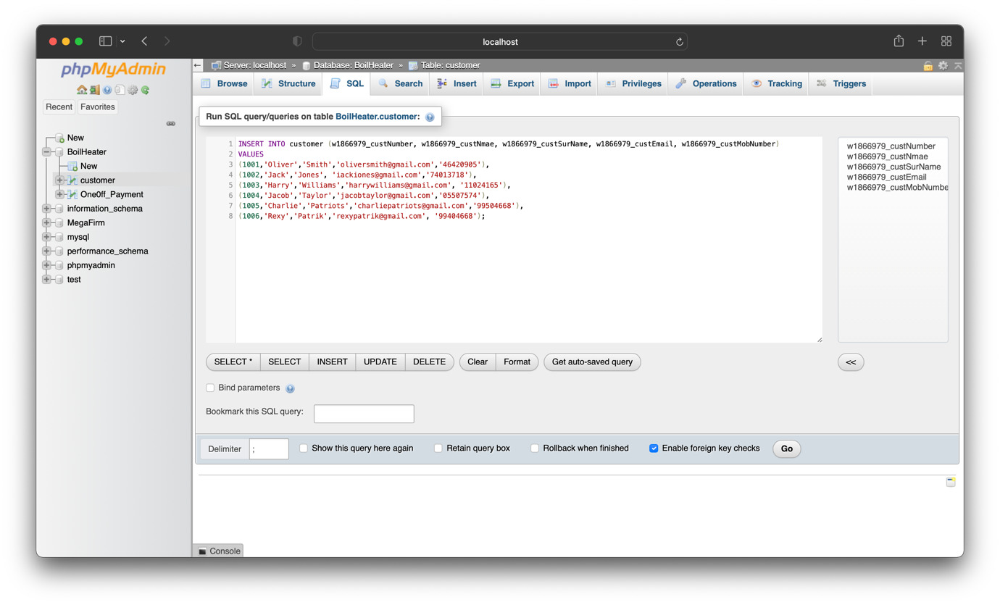 localhost
phpMyAdmin
Recent Favorites
New
BoilHeater
New
customer
One0ff_Payment
information_schema
MegaFirm
mysql
performance_schema
phpmyadmin
test
Server: localhost » Database: BoilHeater » Table: customer
Browse Structure SQL Search Insert Export Import Privileges Operations Tracking Triggers
Run SQL query/queries on table BoilHeater.customer:
1 INSERT INTO customer (w1866979_custNumber, w1866979_custNmae, w1866979_custSurName, w1866979_custEmail, w1866979_custMobNumber)
2 VALUES
3 (1001,'Oliver','Smith','oliversmith@gmail.com','46420905'),
4 (1002,'Jack','Jones', 'iackiones@gmail.com','74013718'),
5 (1003,'Harry','Williams','harrywilliams@gmail.com', '11024165'),
6 (1004,'Jacob','Taylor','jacobtaylor@gmail.com','05507574'),
7 (1005,'Charlie','Patriots','charliepatriots@gmail.com','99504668'),
8 (1006,'Rexy','Patrik','rexypatrik@gmail.com', '99404668');
w1866979_custNumber
w1866979_custNmae
w1866979_custSurName
w1866979_custEmail
w1866979_custMobNumbe
SELECT * SELECT INSERT UPDATE DELETE Clear Format Get auto-saved query <<
Bind parameters
Bookmark this SQL query:
Delimiter ; Show this query here again Retain query box Rollback when finished Enable foreign key checks Go
Console